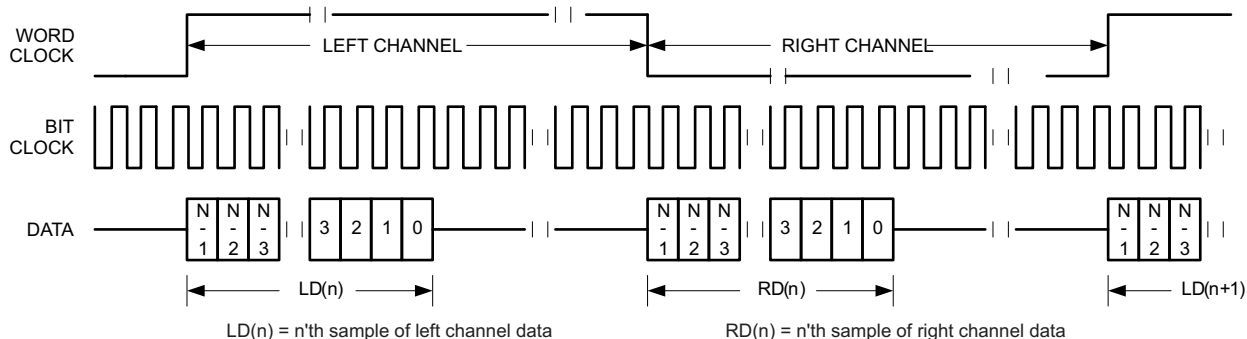 WORD
CLOCK
LEFT CHANNEL
RIGHT CHANNEL
BIT
CLOCK
DATA
N
-
1
N
-
2
N
-
3
3
2
1
0
N
-
1
N
-
2
N
-
3
3
2
1
0
N
-
1
N
-
2
N
-
3
LD(n)
RD(n)
LD(n+1)
LD(n) = n'th sample of left channel data
RD(n) = n'th sample of right channel data